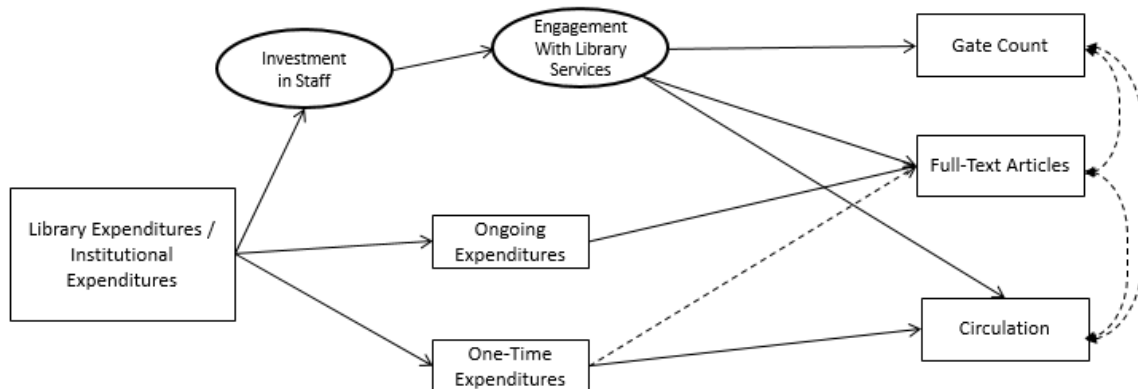 Investment
in Staff
Engagement
With Library
Services
Gate Count
Full-Text Articles
Library Expenditures /
Institutional
Expenditures
Ongoing
Expenditures
One-Time
Expenditures
Circulation